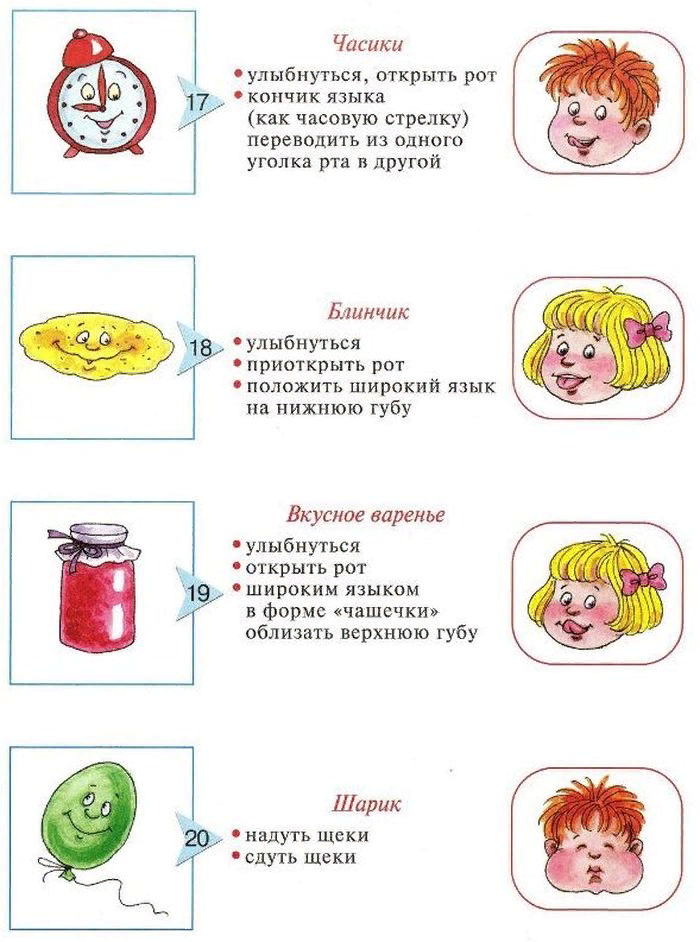 Часики
17
• улыбнуться, открыть рот
• кончик языка
(как часовую стрелку)
переводить из одного
уголка рта в другой
Блинчик
18
• улыбнуться
• приоткрыть рот
• положить широкий язык
на нижнюю губу
Вкусное варенье
19
• улыбнуться
• открыть рот
• широким языком
в форме «чашечки»
облизать верхнюю губу
Шарик
20
• надуть щеки
• сдуть щеки